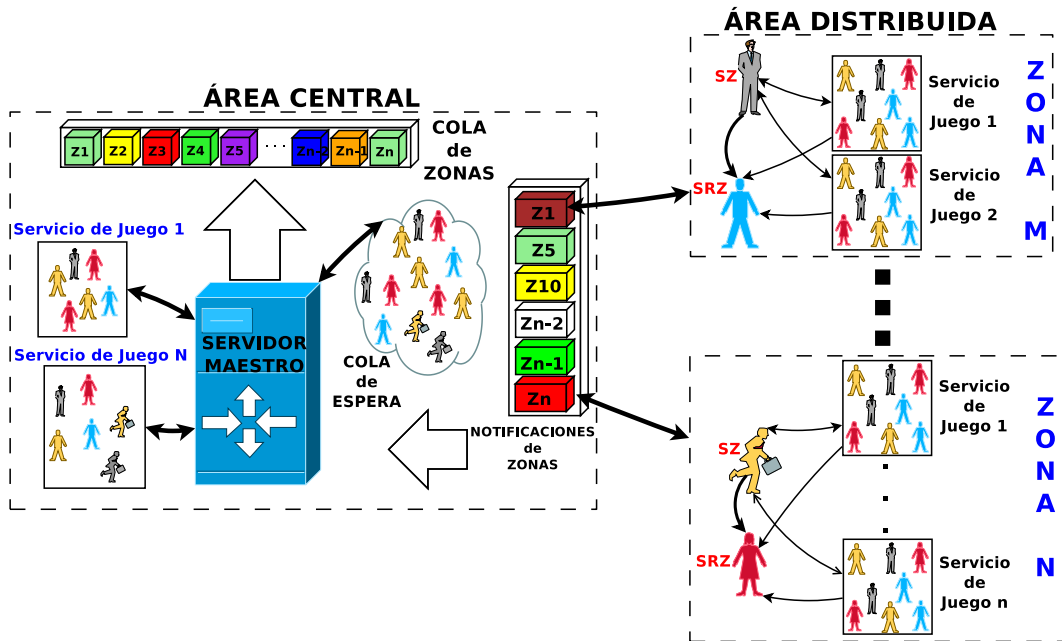 ÁREA CENTRAL
COLA
de
ZONAS
Z1 Z2 Z3 Z4 Z5 Zn-2 Zn-1 Zn
Servicio de Juego 1
Servicio de Juego N
SERVIDOR
MAESTRO
COLA
de
ESPERA
Z1
Z5
Z10
Zn-2
Zn-1
Zn
NOTIFICACIONES
de
ZONAS
ÁREA DISTRIBUIDA
SZ
SRZ
Servicio
de
Juego 1
Servicio
de
Juego 2
Z
O
N
A
M
SZ
SRZ
Servicio
de
Juego 1
Servicio
de
Juego n
Z
O
N
A
N